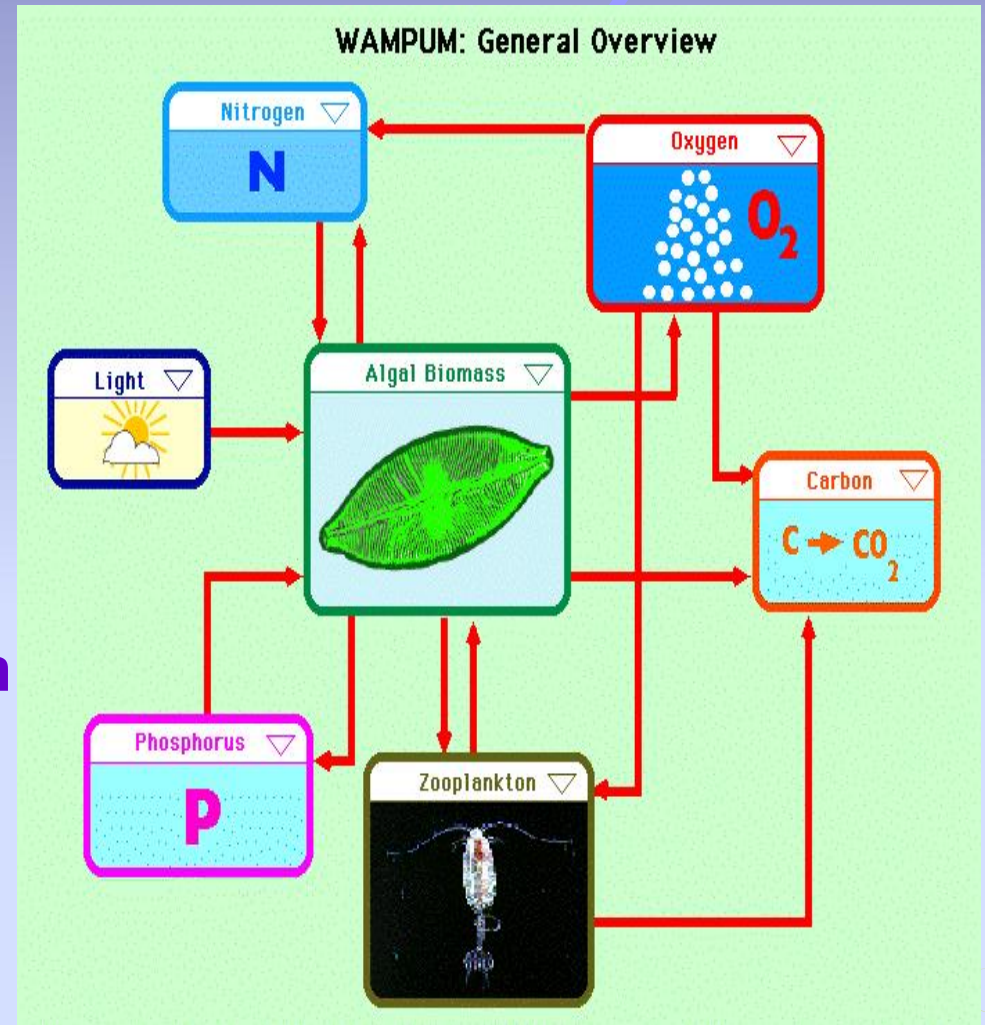 WAMPUM: General Overview
Nitrogen
N
Oxygen
O₂
Light
Algal Biomass
Carbon
C → CO₂
Phosphorus
P
Zooplankton